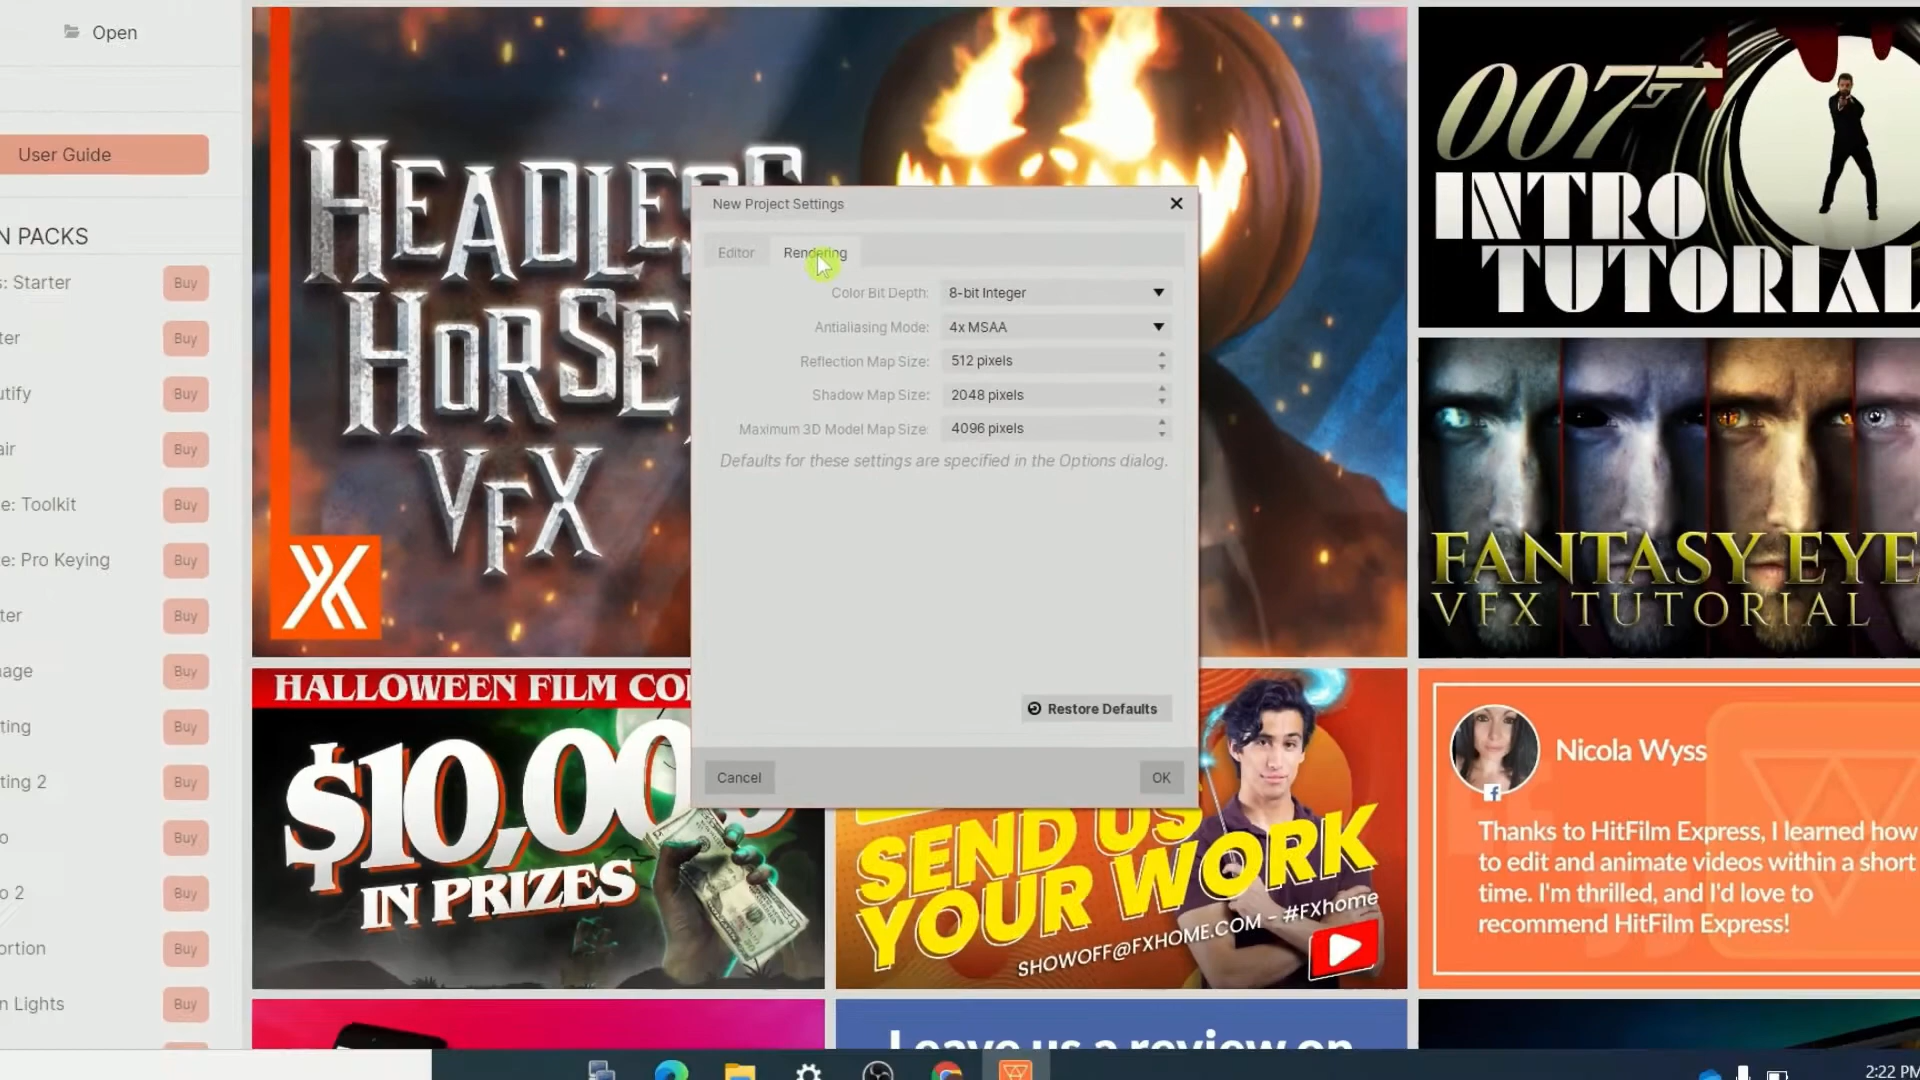 Open
User Guide
N PACKS
s: Starter
Buy
ter
Buy
utify
Buy
air
Buy
e: Toolkit
Buy
e: Pro Keying
Buy
ter
Buy
age
Buy
ting
Buy
ting 2
Buy
o
Buy
o 2
Buy
ortion
Buy
n Lights
Buy
HEADLESS
HORSE
VFX
New Project Settings
Editor
Rendering
Color Bit Depth:
8-bit Integer
Antialiasing Mode:
4x MSAA
Reflection Map Size:
512 pixels
Shadow Map Size:
2048 pixels
Maximum 3D Model Map Size:
4096 pixels
Defaults for these settings are specified in the Options dialog.
Restore Defaults
Cancel
OK
007
INTRO
TUTORIAL
FANTASY EYE
VFX TUTORIAL
HALLOWEEN FILM CO
$10,000
IN PRIZES
SEND US
YOUR WORK
SHOWOFF@FXHOME.COM - #FXhome
Nicola Wyss
Thanks to HitFilm Express, I learned how
to edit and animate videos within a short
time. I'm thrilled, and I'd love to
recommend HitFilm Express!
Leave us a review on
2:22 PM